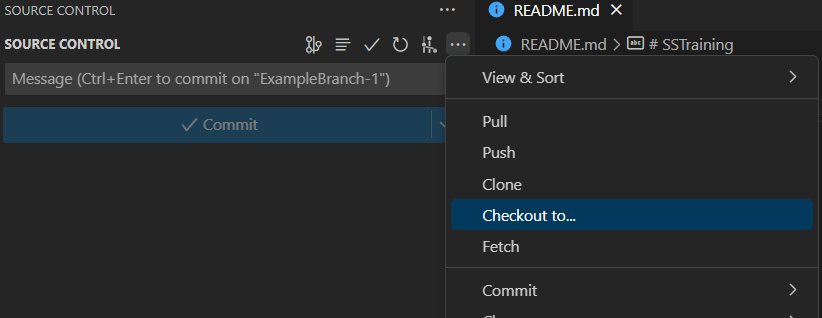 SOURCE CONTROL
README.md
SOURCE CONTROL
README.md > # SSTraining
Message (Ctrl+Enter to commit on "ExampleBranch-1")
Commit
View & Sort
Pull
Push
Clone
Checkout to...
Fetch
Commit